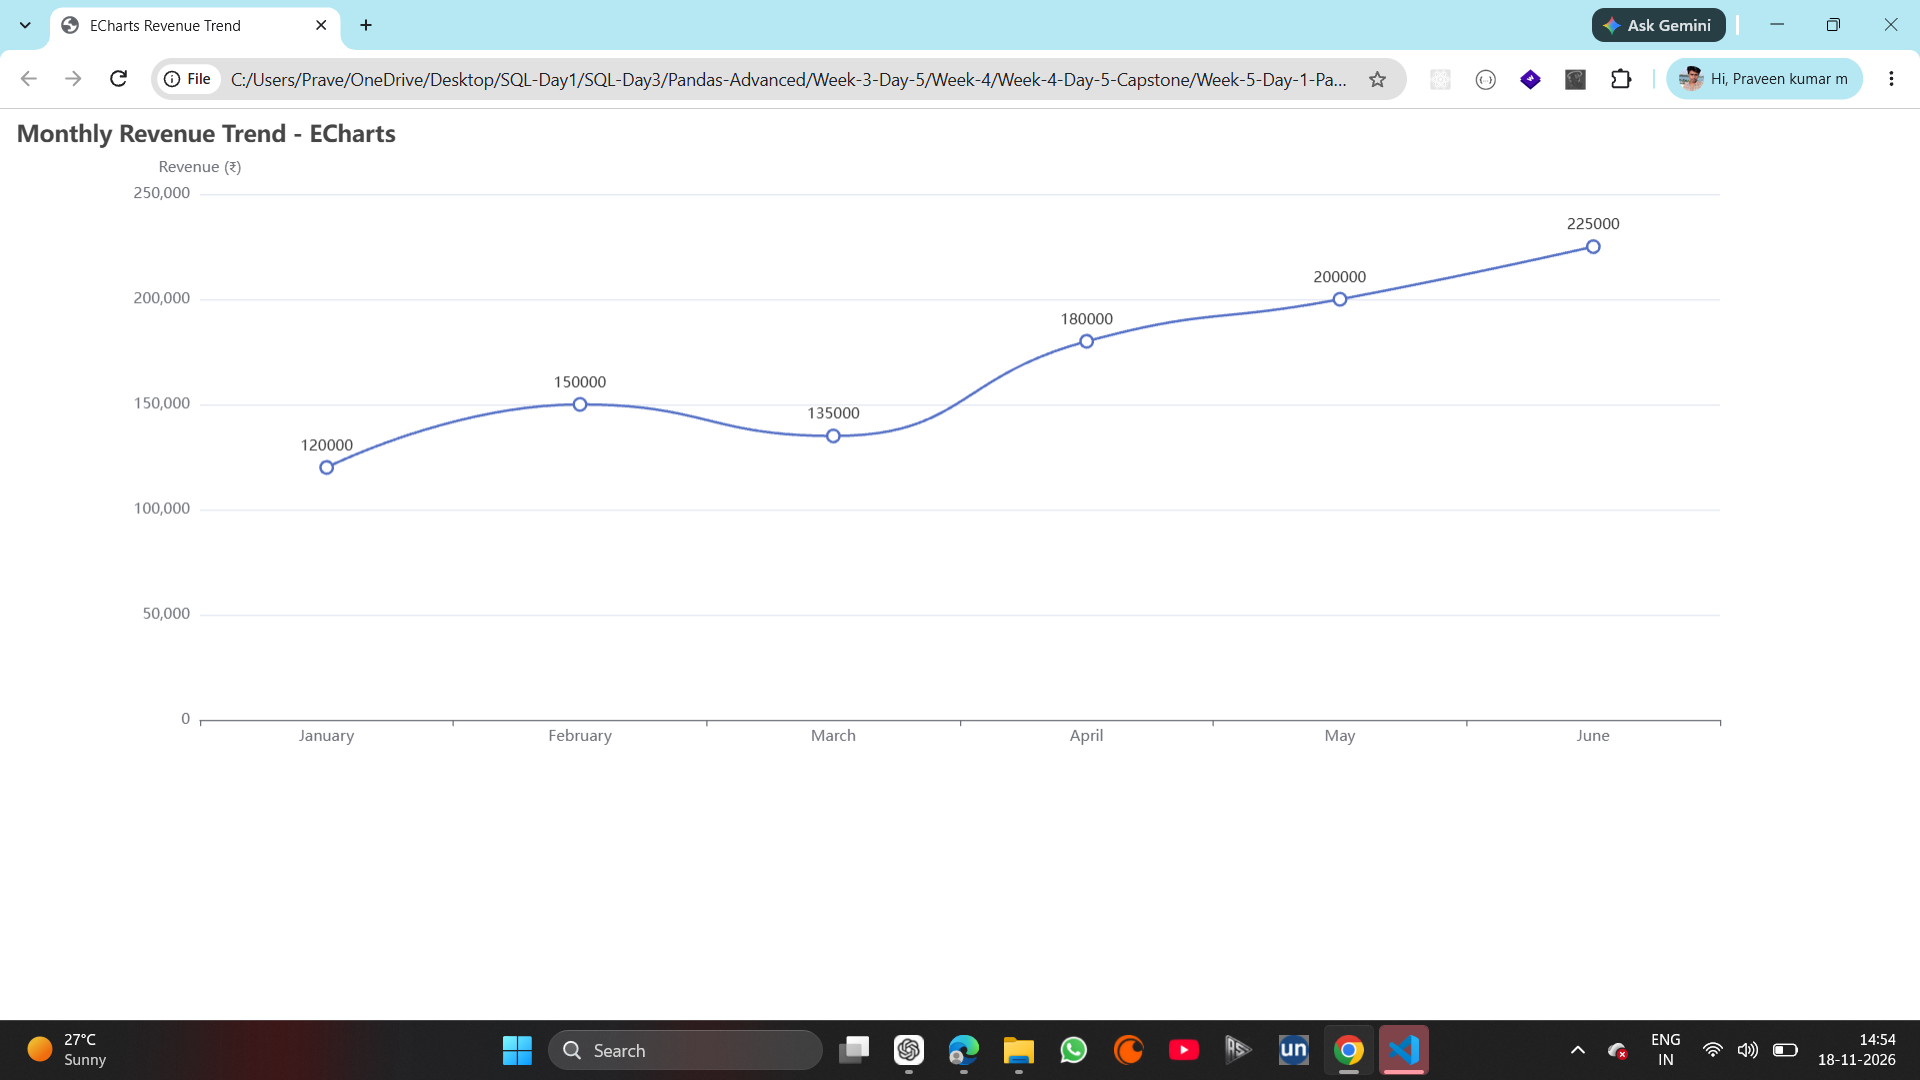 ECharts Revenue Trend
Ask Gemini
File
C:/Users/Prave/OneDrive/Desktop/SQL-Day1/SQL-Day3/Pandas-Advanced/Week-3-Day-5/Week-4/Week-4-Day-5-Capstone/Week-5-Day-1-Pa...
Hi, Praveen kumar m
Monthly Revenue Trend - ECharts
Revenue (₹)
250,000
225000
200,000
200000
180000
150,000
150000
135000
120000
100,000
50,000
0
January February March April May June
27°C
Sunny
Search
un
ENG
IN
14:54
18-11-2026